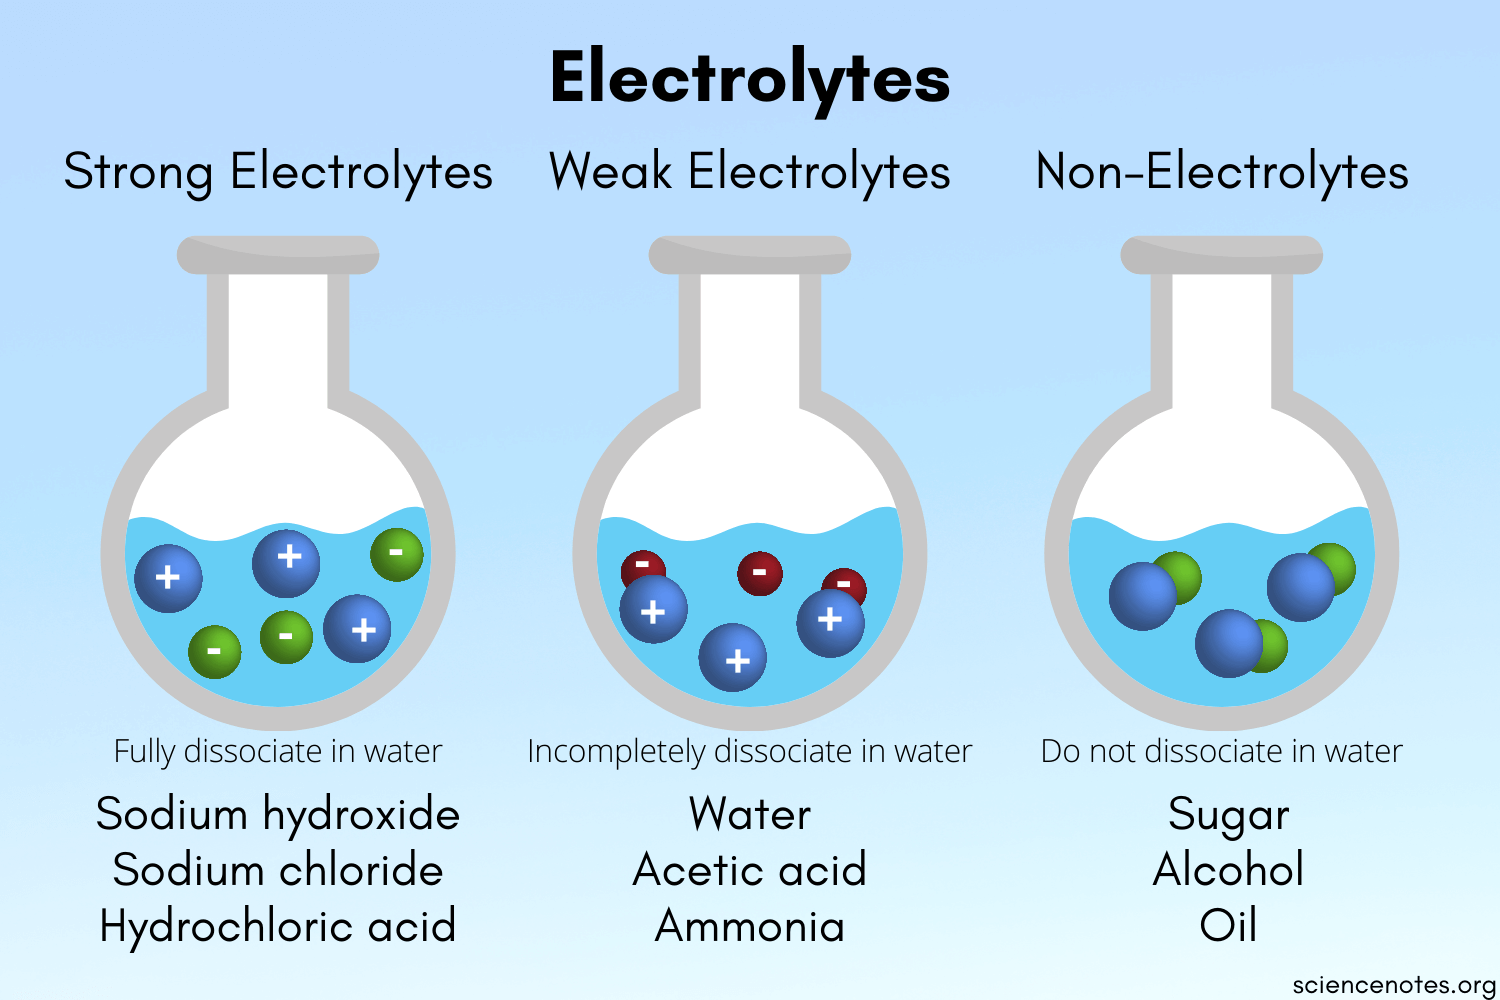 Electrolytes
Strong Electrolytes
Weak Electrolytes
Non-Electrolytes
+
+
-
-
-
+
-
-
-
+
+
+
Fully dissociate in water
Incompletely dissociate in water
Do not dissociate in water
Sodium hydroxide
Sodium chloride
Hydrochloric acid
Water
Acetic acid
Ammonia
Sugar
Alcohol
Oil
sciencenotes.org